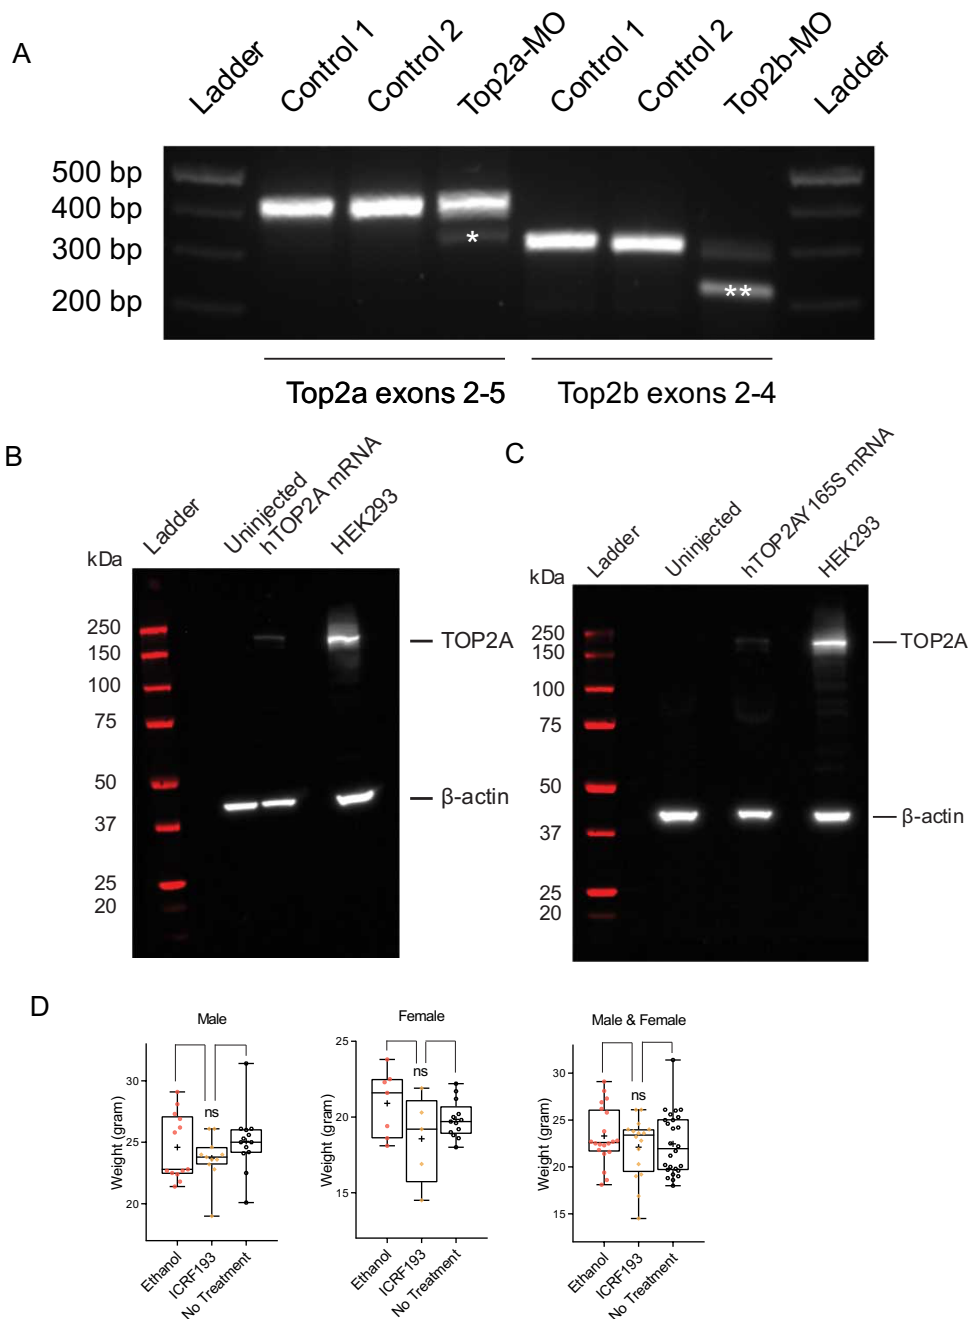 A
Ladder
Control 1
Control 2
Top2a-MO
Control 1
Control 2
Top2b-MO
Ladder
500 bp
400 bp
300 bp
200 bp
*
**
Top2a exons 2-5
Top2b exons 2-4
B
Ladder
Uninjected
hTOP2A mRNA
HEK293
kDa
250
150
100
75
50
37
25
20
TOP2A
β-actin
C
Ladder
Uninjected
hTOP2AY165S mRNA
HEK293
kDa
250
150
100
75
50
37
25
20
TOP2A
β-actin
D
Male
Weight (gram)
30
25
20
ns
Ethanol
ICRF193
No Treatment
Female
Weight (gram)
25
20
15
ns
Ethanol
ICRF193
No Treatment
Male & Female
Weight (gram)
30
25
20
15
ns
Ethanol
ICRF193
No Treatment